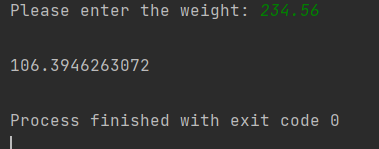 Please enter the weight: 234.56
106.3946263072
Process finished with exit code 0